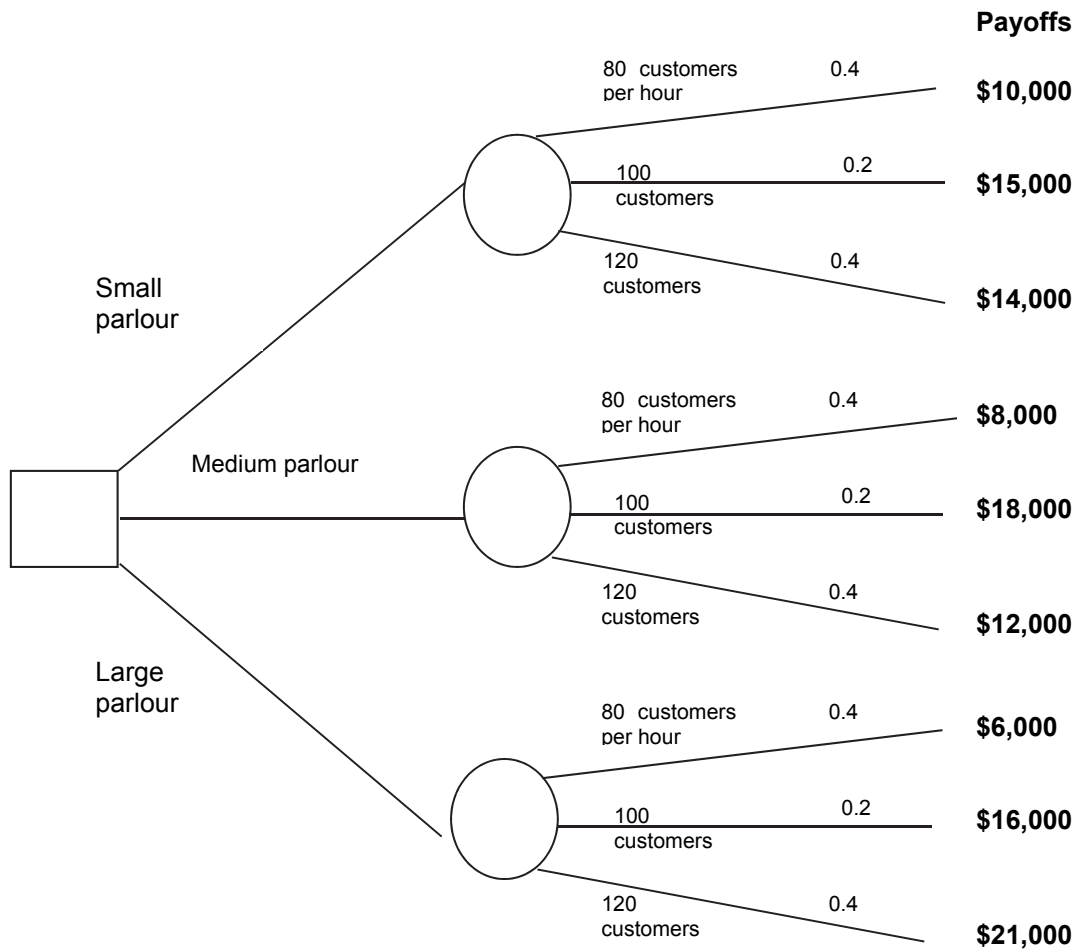 Payoffs
80 customers 0.4
per hour
$10,000
100 0.2
customers
$15,000
120 0.4
customers
$14,000
Small
parlour
80 customers 0.4
per hour
$8,000
Medium parlour
100 0.2
customers
$18,000
120 0.4
customers
$12,000
Large
parlour
80 customers 0.4
per hour
$6,000
100 0.2
customers
$16,000
120 0.4
customers
$21,000